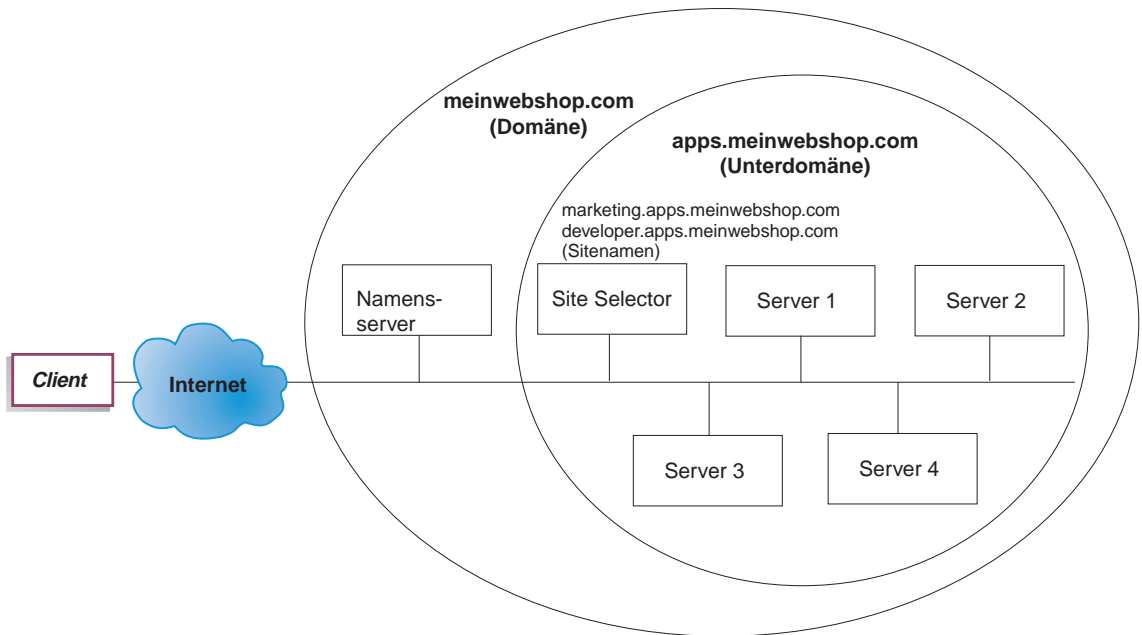 meinwebshop.com
(Domäne)
apps.meinwebshop.com
(Unterdomäne)
marketing.apps.meinwebshop.com
developer.apps.meinwebshop.com
(Sitenamen)
Namens-
server
Site Selector
Server 1
Server 2
Client
Internet
Server 3
Server 4